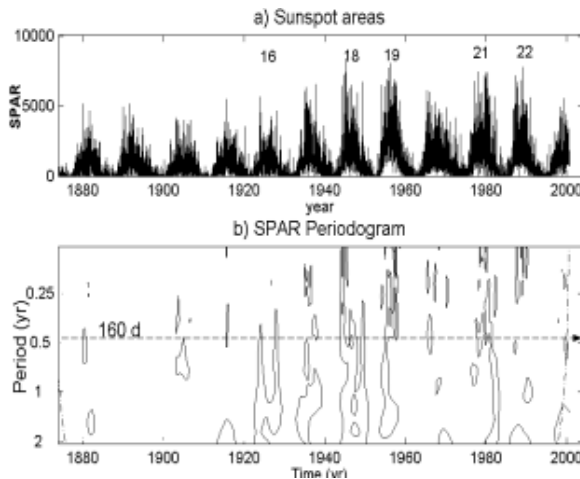 a) Sunspot areas
10000
16 18 19 21 22
5000
SPAR
0
1880 1900 1920 1940 1960 1980 2000
year
b) SPAR Periodogram
0.25
160 d
0.5
Period (yr)
1
2
1880 1900 1920 1940 1960 1980 2000
Time (yr)